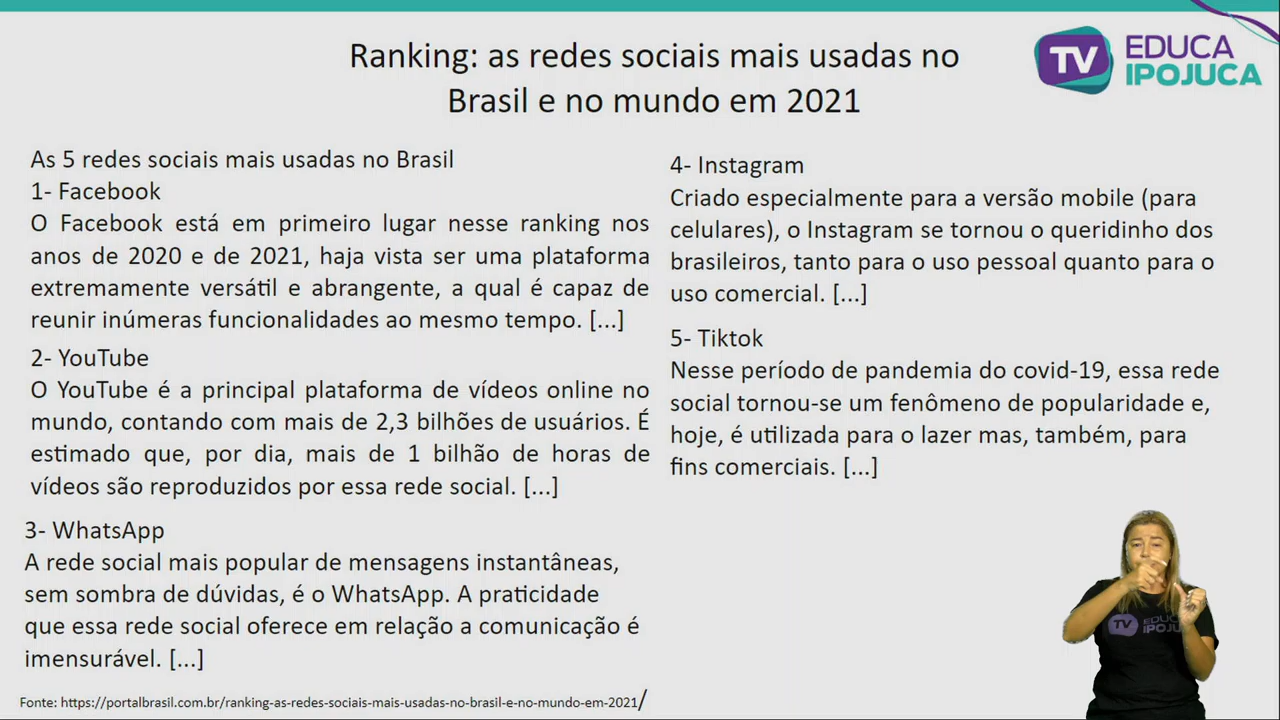 Ranking: as redes sociais mais usadas no
Brasil e no mundo em 2021
TV EDUCA
IPOJUCA
As 5 redes sociais mais usadas no Brasil
1- Facebook
O Facebook está em primeiro lugar nesse ranking nos
anos de 2020 e de 2021, haja vista ser uma plataforma
extremamente versátil e abrangente, a qual é capaz de
reunir inúmeras funcionalidades ao mesmo tempo. [...]
2- YouTube
O YouTube é a principal plataforma de vídeos online no
mundo, contando com mais de 2,3 bilhões de usuários. É
estimado que, por dia, mais de 1 bilhão de horas de
vídeos são reproduzidos por essa rede social. [...]
3- WhatsApp
A rede social mais popular de mensagens instantâneas,
sem sombra de dúvidas, é o WhatsApp. A praticidade
que essa rede social oferece em relação a comunicação é
imensurável. [...]
Fonte: https://portalbrasil.com.br/ranking-as-redes-sociais-mais-usadas-no-brasil-e-no-mundo-em-2021/
4- Instagram
Criado especialmente para a versão mobile (para
celulares), o Instagram se tornou o queridinho dos
brasileiros, tanto para o uso pessoal quanto para o
uso comercial. [...]
5- Tiktok
Nesse período de pandemia do covid-19, essa rede
social tornou-se um fenômeno de popularidade e,
hoje, é utilizada para o lazer mas, também, para
fins comerciais. [...]
TV